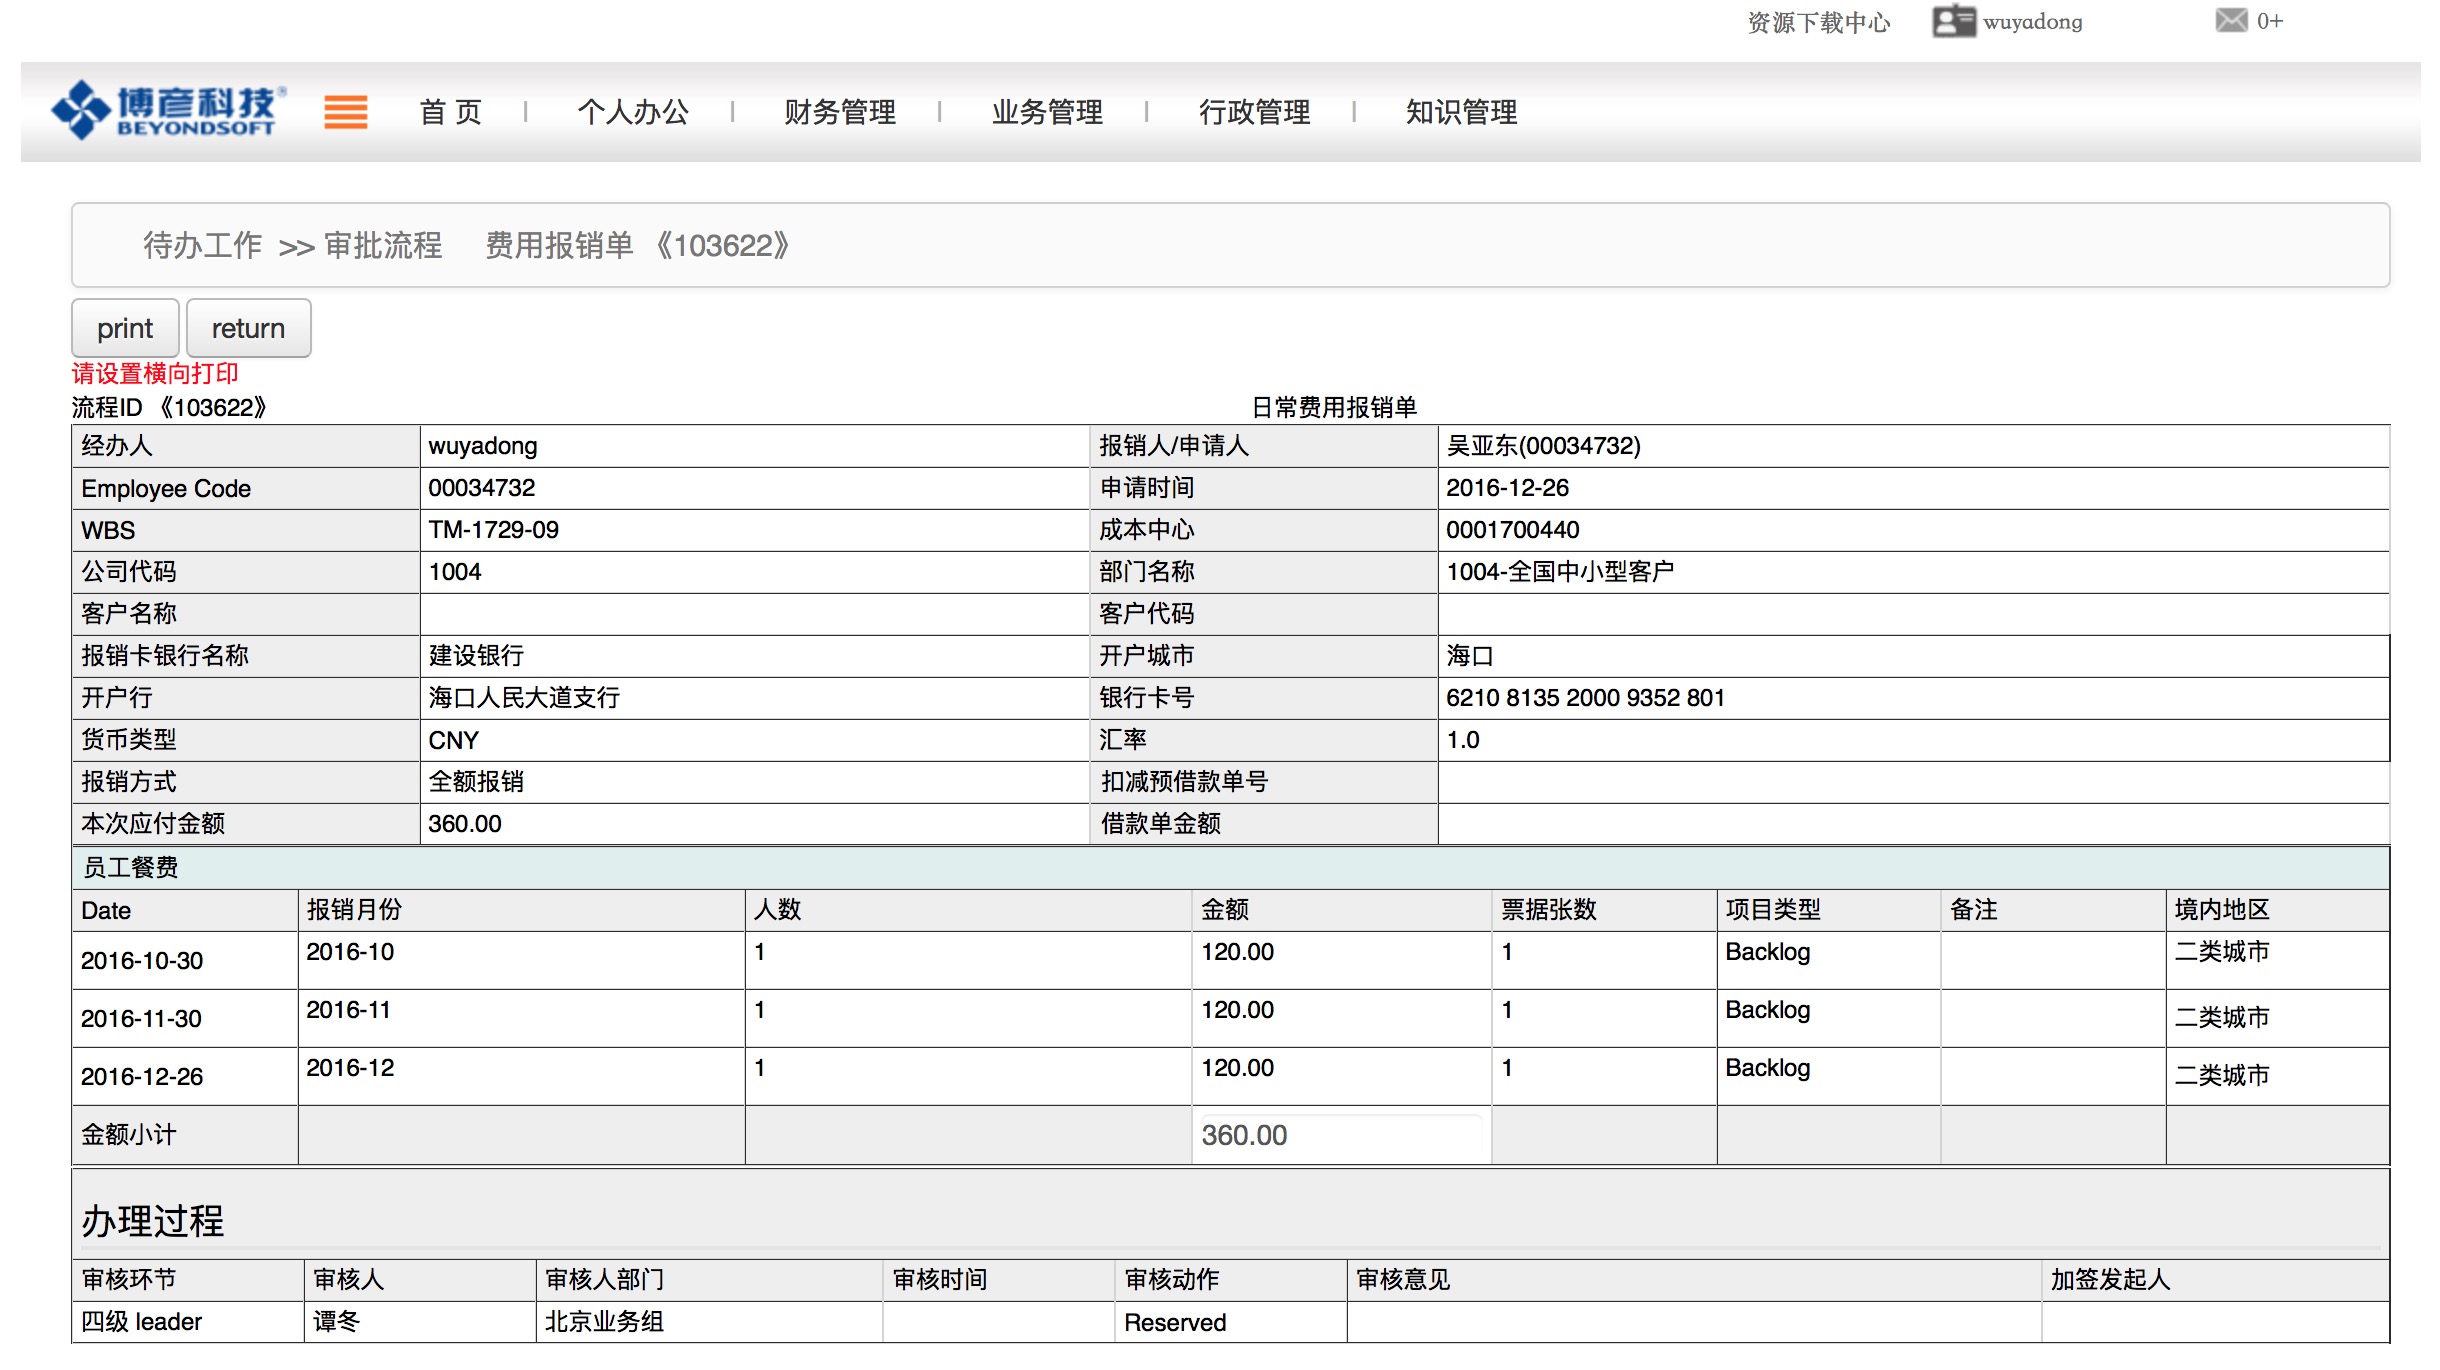 资源下载中心 wuyadong 0+
博彦科技® BEYONDSOFT 首 页 | 个人办公 | 财务管理 | 业务管理 | 行政管理 | 知识管理
待办工作 >> 审批流程 费用报销单 《103622》
print return
请设置横向打印
流程ID 《103622》 日常费用报销单
经办人 wuyadong 报销人/申请人 吴亚东(00034732)
Employee Code 00034732 申请时间 2016-12-26
WBS TM-1729-09 成本中心 0001700440
公司代码 1004 部门名称 1004-全国中小型客户
客户名称 客户代码
报销卡银行名称 建设银行 开户城市 海口
开户行 海口人民大道支行 银行卡号 6210 8135 2000 9352 801
货币类型 CNY 汇率 1.0
报销方式 全额报销 扣减预借款单号
本次应付金额 360.00 借款单金额
员工餐费
Date 报销月份 人数 金额 票据张数 项目类型 备注 境内地区
2016-10-30 2016-10 1 120.00 1 Backlog 二类城市
2016-11-30 2016-11 1 120.00 1 Backlog 二类城市
2016-12-26 2016-12 1 120.00 1 Backlog 二类城市
金额小计 360.00
办理过程
审核环节 审核人 审核人部门 审核时间 审核动作 审核意见 加签发起人
四级 leader 谭冬 北京业务组 Reserved